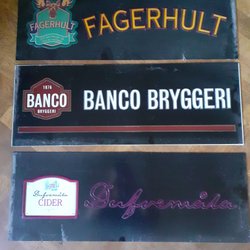 FAGERHULT
FAGERHULT
1976
BANCO
BRYGGERI
BANCO BRYGGERI
Dufvemåla
CIDER
Dufvemåla